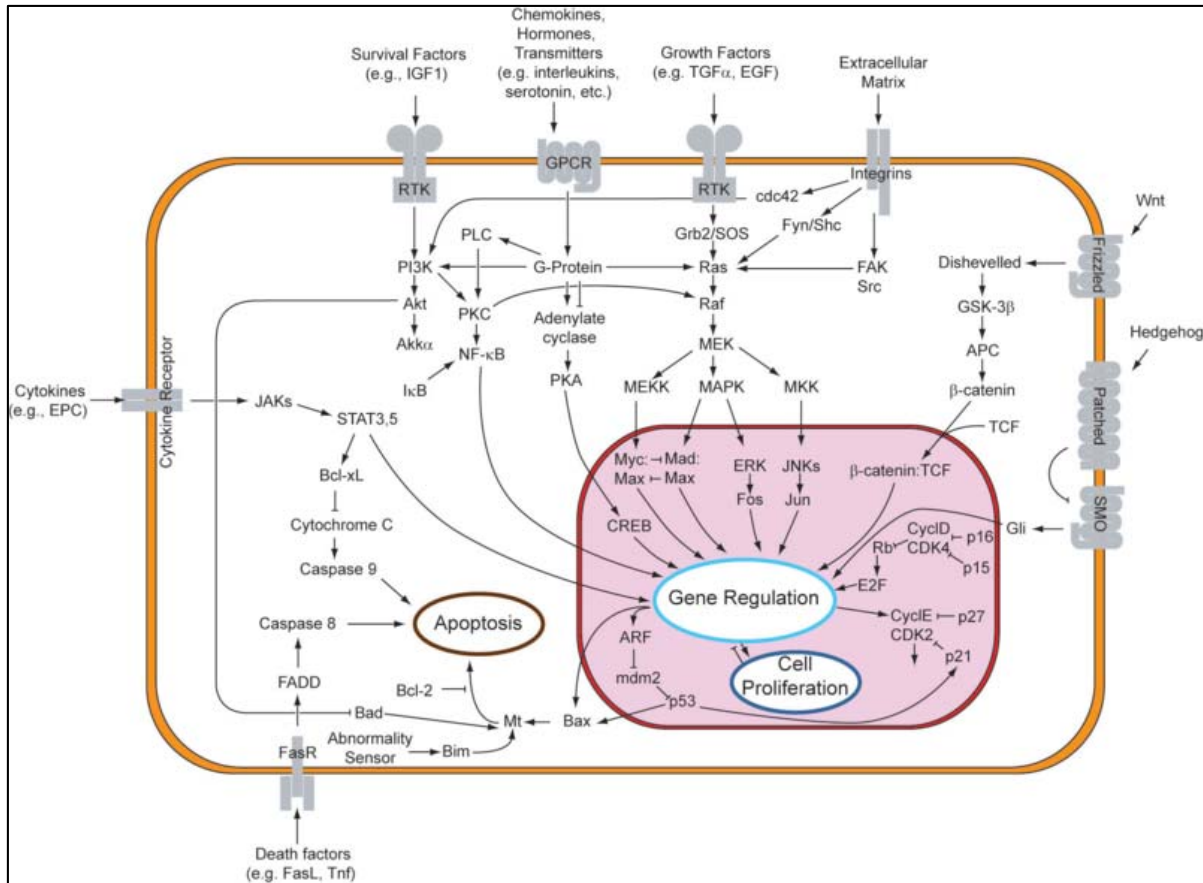 Chemokines,
Hormones,
Transmitters
(e.g. interleukins,
serotonin, etc.)
Survival Factors
(e.g., IGF1)
Growth Factors
(e.g. TGFα, EGF)
Extracellular
Matrix
RTK
GPCR
RTK
Integrins
cdc42
Wnt
Fyn/Shc
Grb2/SOS
PLC
Frizzled
Dishevelled
PI3K
G-Protein
Ras
FAK
Src
GSK-3β
Akt
PKC
Raf
Adenylate
cyclase
Hedgehog
Akkα
NF-κB
MEK
APC
IκB
PKA
MEKK
MAPK
MKK
β-catenin
Patched
Cytokines
(e.g., EPC)
Cytokine Receptor
JAKs
STAT3,5
TCF
Myc:
Max
Mad:
Max
ERK
JNKs
β-catenin:TCF
Bcl-xL
Fos
Jun
SMO
Cytochrome C
CREB
Gli
CyclD
CDK4
p16
Rb
p15
Caspase 9
E2F
Gene Regulation
CyclE
CDK2
p27
Caspase 8
Apoptosis
ARF
p21
FADD
mdm2
Cell
Proliferation
Bcl-2
p53
Bad
Mt
Bax
FasR
Abnormality
Sensor
Bim
Death factors
(e.g. FasL, Tnf)